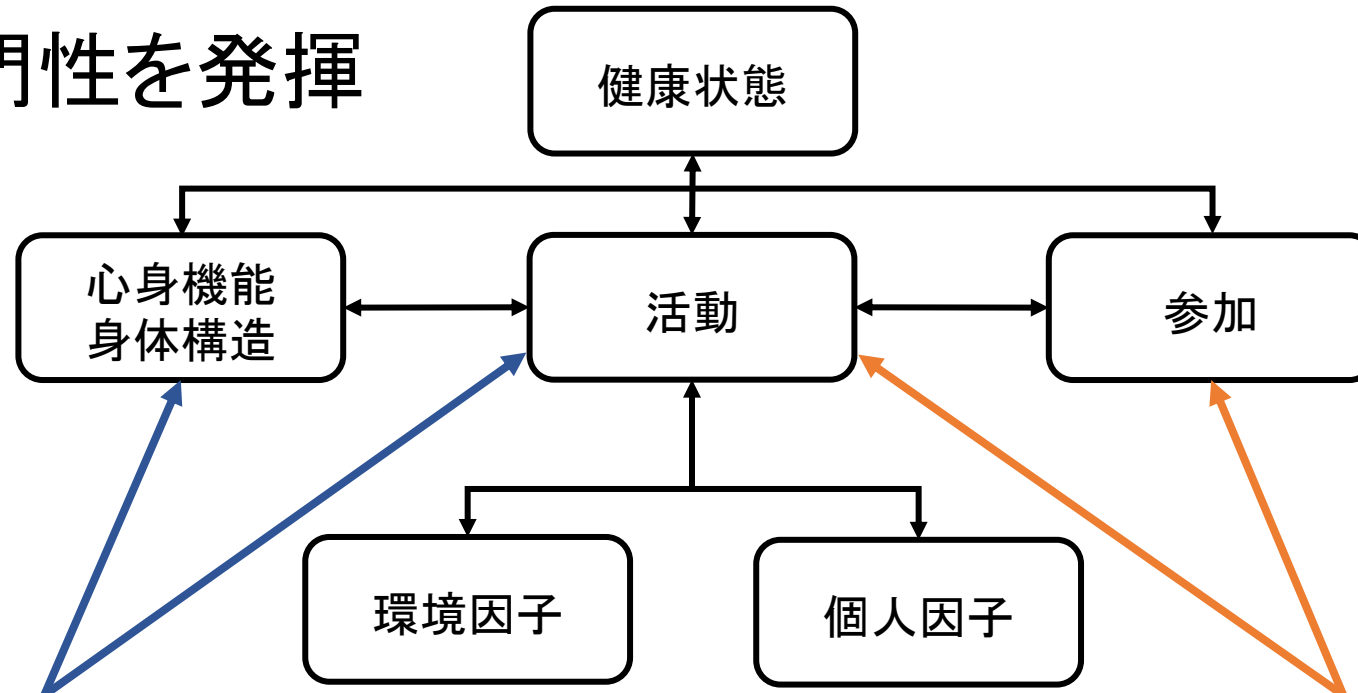 門性を発揮
健康状態
心身機能
身体構造
活動
参加
環境因子
個人因子